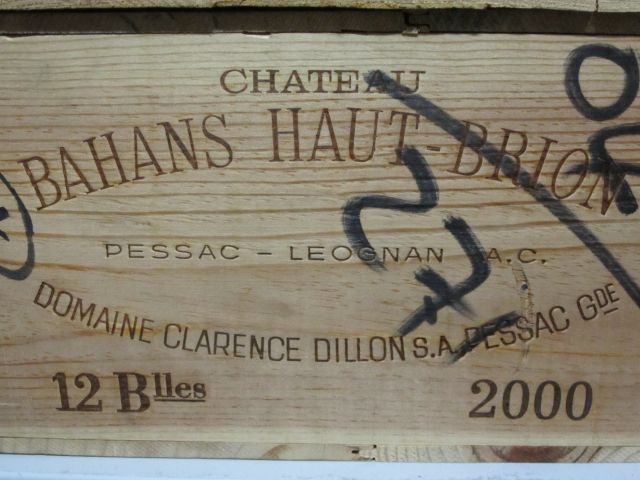 CHATEAU
BAHANS HAUT-BRION
PESSAC - LEOGNAN A.C.
DOMAINE CLARENCE DILLON S.A. PESSAC GDE
12 Blles
2000